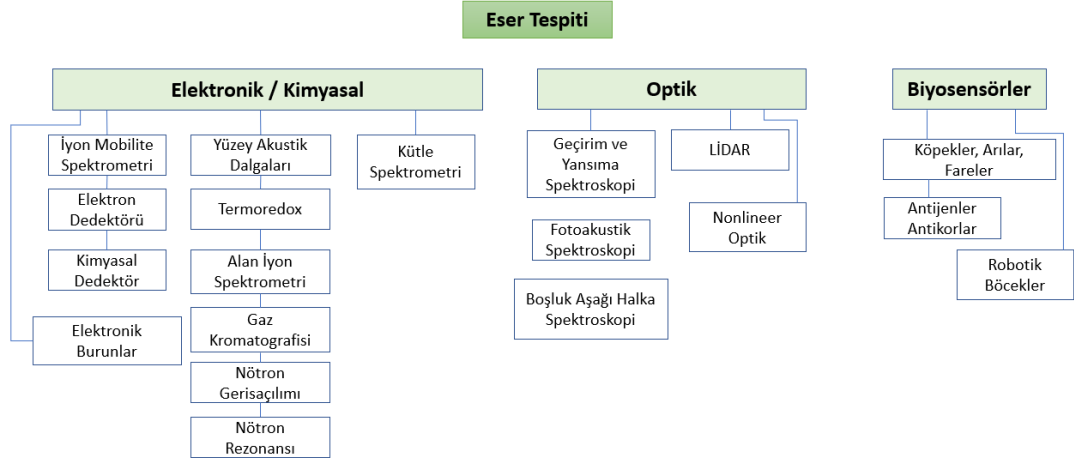 Eser Tespiti
Elektronik / Kimyasal
İyon Mobilite
Spektrometri
Elektron
Dedektörü
Kimyasal
Dedektör
Elektronik
Burunlar
Yüzey Akustik
Dalgaları
Termoredox
Alan İyon
Spektrometri
Gaz
Kromatografisi
Nötron
Gerisaçılımı
Nötron
Rezonansı
Kütle
Spektrometri
Optik
Geçirim ve
Yansıma
Spektroskopi
Fotoakustik
Spektroskopi
Boşluk Aşağı Halka
Spektroskopi
LİDAR
Nonlineer
Optik
Biyosensörler
Köpekler, Arılar,
Fareler
Antijenler
Antikorlar
Robotik
Böcekler